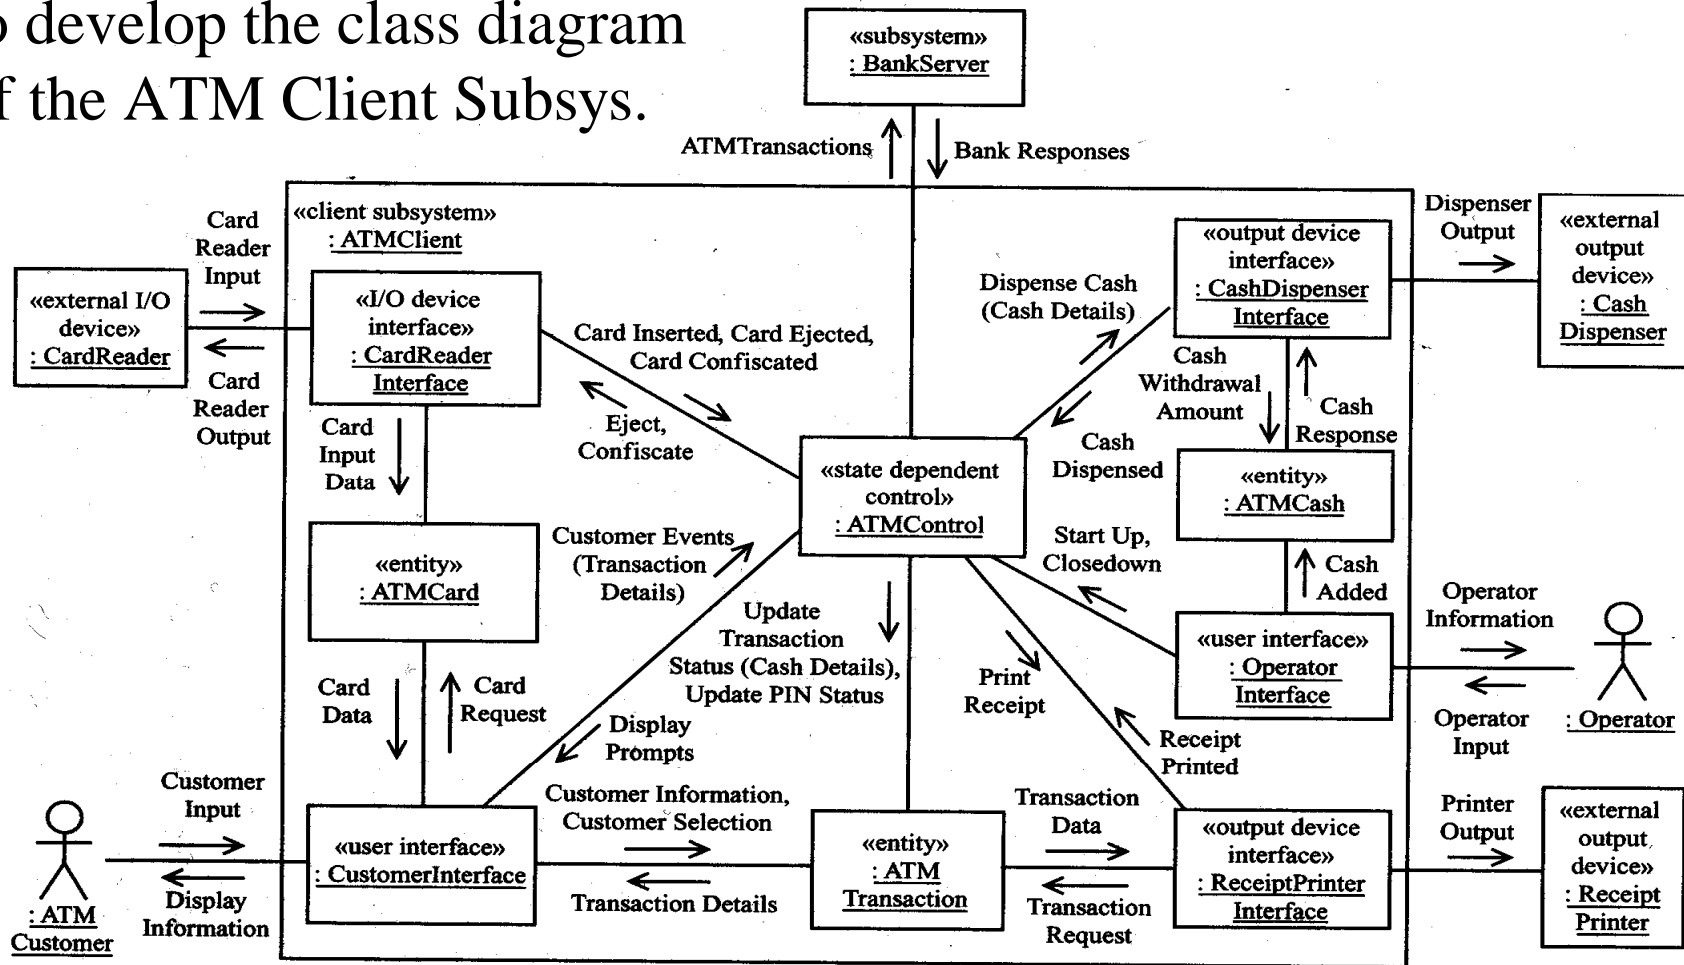 develop the class diagram
the ATM Client Subsys.
«subsystem»
: BankServer
ATMTransactions
Bank Responses
«client subsystem»
: ATMClient
Card
Reader
Input
«external I/O
device»
: CardReader
Card
Reader
Output
«I/O device
interface»
: CardReader
Interface
Card Inserted, Card Ejected,
Card Confiscated
Eject,
Confiscate
Dispense Cash
(Cash Details)
Cash
Dispensed
«output device
interface»
: CashDispenser
Interface
Dispenser
Output
«external
output
device»
: Cash
Dispenser
Cash
Withdrawal
Amount
Cash
Response
Card
Input
Data
«state dependent
control»
: ATMControl
«entity»
: ATMCash
«entity»
: ATMCard
Customer Events
(Transaction
Details)
Start Up,
Closedown
Cash
Added
Update
Transaction
Status (Cash Details),
Update PIN Status
Print
Receipt
«user interface»
: Operator
Interface
Operator
Information
Operator
Input
: Operator
Card
Data
Card
Request
Display
Prompts
Receipt
Printed
Customer
Input
Display
Information
: ATM
Customer
«user interface»
: CustomerInterface
Customer Information,
Customer Selection
Transaction Details
«entity»
: ATM
Transaction
Transaction
Data
Transaction
Request
«output device
interface»
: ReceiptPrinter
Interface
Printer
Output
«external
output
device»
: Receipt
Printer